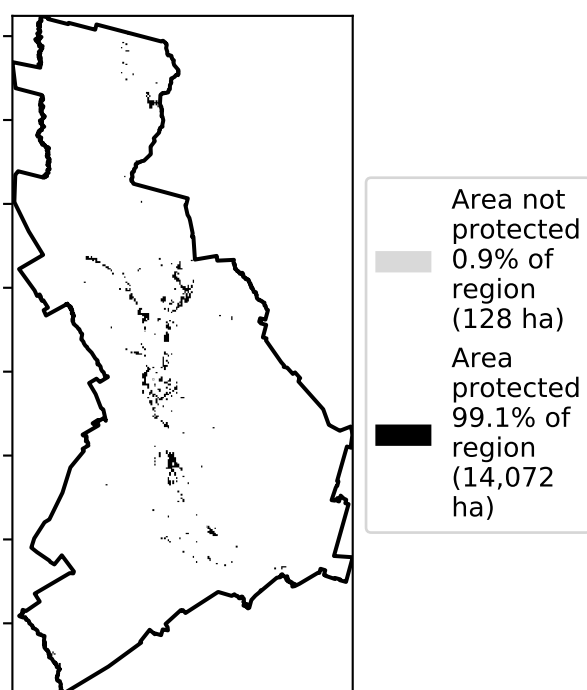 Area not
protected
0.9% of
region
(128 ha)
Area
protected
99.1% of
region
(14,072
ha)